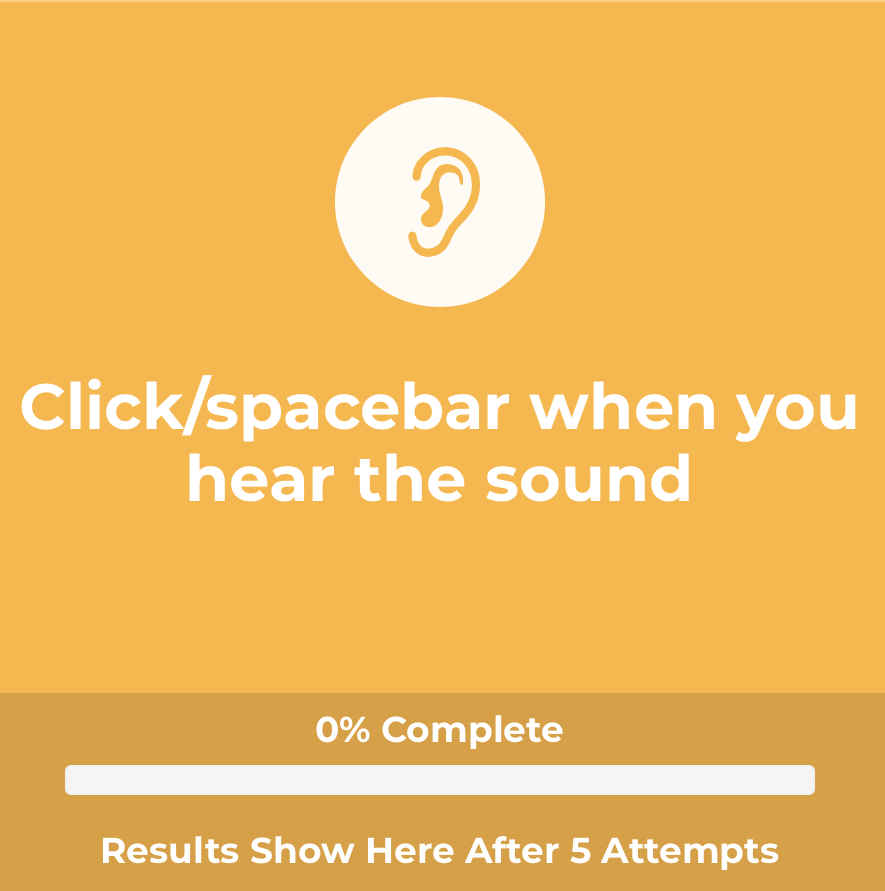 Click/spacebar when you
hear the sound
0% Complete
Results Show Here After 5 Attempts